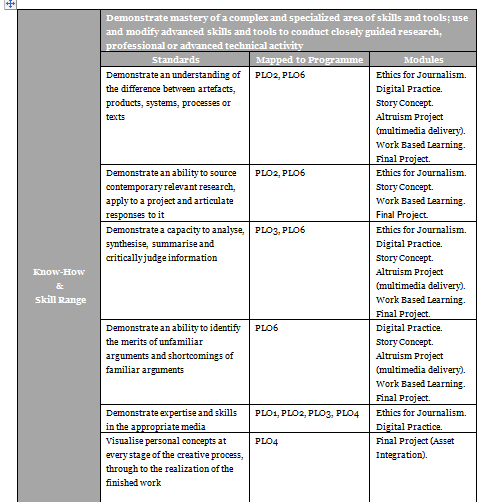 Demonstrate mastery of a complex and specialized area of skills and tools; use
and modify advanced skills and tools to conduct closely guided research,
professional or advanced technical activity
Standards
Mapped to Programme
Modules
Demonstrate an understanding of
the difference between artefacts,
products, systems, processes or
texts
PLO2, PLO6
Ethics for Journalism.
Digital Practice.
Story Concept.
Altruism Project
(multimedia delivery).
Work Based Learning.
Final Project.
Demonstrate an ability to source
contemporary relevant research,
apply to a project and articulate
responses to it
PLO2, PLO6
Ethics for Journalism.
Story Concept.
Work Based Learning.
Final Project.
Know-How
&
Skill Range
Demonstrate a capacity to analyse,
synthesise, summarise and
critically judge information
PLO3, PLO6
Ethics for Journalism.
Digital Practice.
Story Concept.
Altruism Project
(multimedia delivery).
Work Based Learning.
Final Project.
Demonstrate an ability to identify
the merits of unfamiliar
arguments and shortcomings of
familiar arguments
PLO6
Digital Practice.
Story Concept.
Altruism Project
(multimedia delivery).
Work Based Learning.
Final Project.
Demonstrate expertise and skills
in the appropriate media
PLO1, PLO2, PLO3, PLO4
Ethics for Journalism.
Digital Practice.
Visualise personal concepts at
every stage of the creative process,
through to the realization of the
finished work
PLO4
Final Project (Asset
Integration).